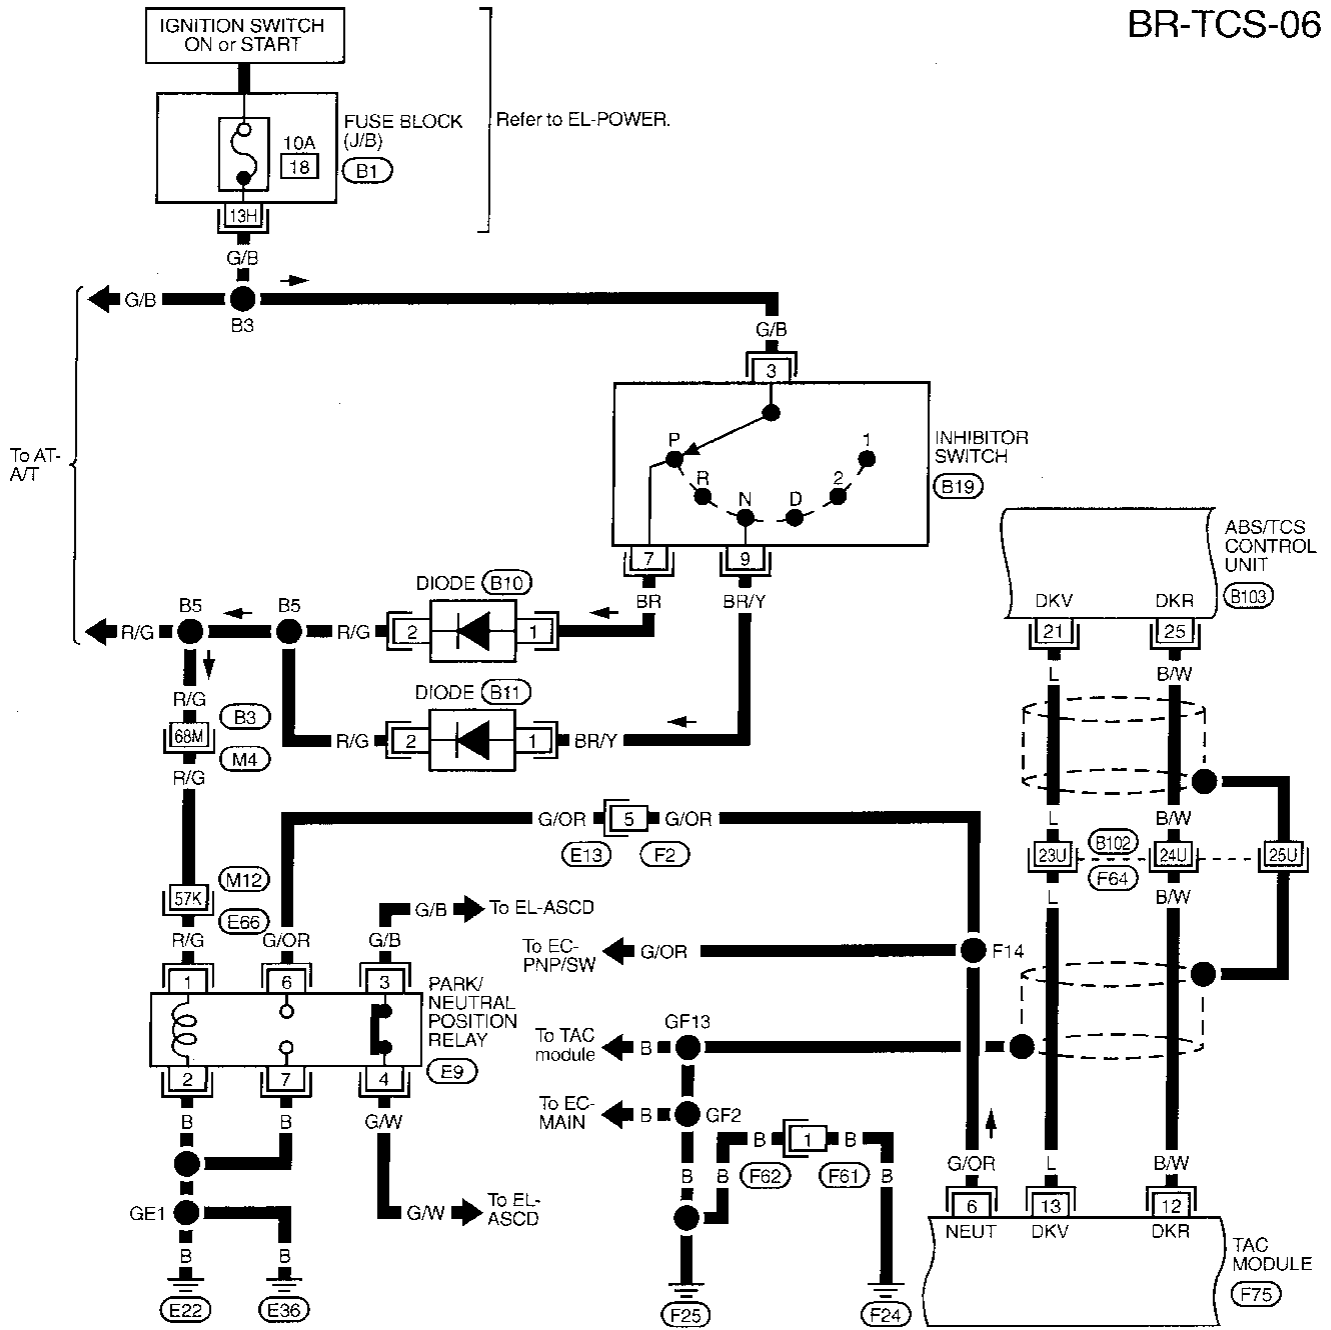 BR-TCS-06
IGNITION SWITCH
ON or START
FUSE BLOCK
(J/B)
B1
10A
18
Refer to EL-POWER.
13H
G/B
G/B
B3
G/B
3
To AT-
A/T
P
R
N
D
2
1
INHIBITOR
SWITCH
B19
7
9
BR
BR/Y
DIODE B10
B5
B5
R/G
R/G
2
1
DIODE B11
R/G
2
1
BR/Y
R/G
68M
B3
M4
R/G
ABS/TCS
CONTROL
UNIT
B103
DKV
DKR
21
25
L
B/W
L
B/W
23U
B102
F64
24U
25U
L
B/W
G/OR
5
G/OR
E13
F2
57K
M12
E66
R/G
G/OR
G/B
G/B
To EL-ASCD
To EC-
PNP/SW
G/OR
F14
1
6
3
PARK/
NEUTRAL
POSITION
RELAY
E9
2
7
4
B
B
G/W
GF13
To TAC
module
B
To EC-
MAIN
B
GF2
B
B
B
1
B
F62
F61
B
G/OR
L
B/W
GE1
G/W
To EL-
ASCD
B
B
E22
E36
F25
F24
6
13
12
NEUT
DKV
DKR
TAC
MODULE
F75